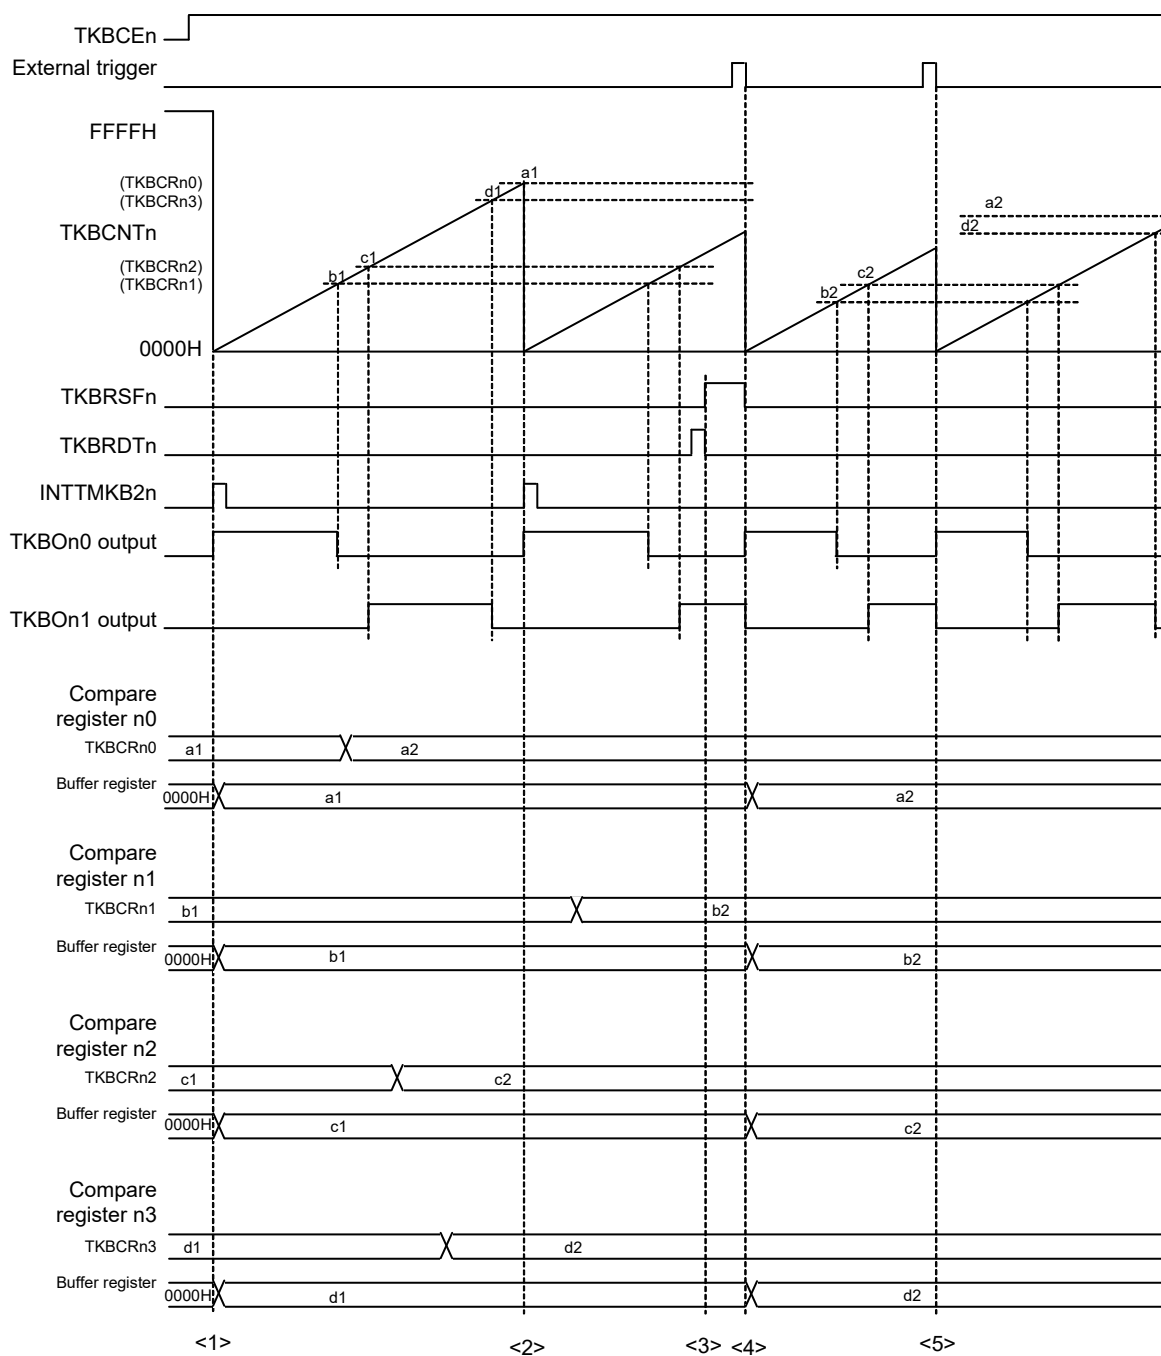 TKBCEn
External trigger
FFFFH
(TKBCRn0)
a1
(TKBCRn3)
d1
a2
TKBCNTn
d2
(TKBCRn2)
c1
c2
(TKBCRn1)
b1
b2
0000H
TKBRSFn
TKBRDTn
INTTMKB2n
TKBOn0 output
TKBOn1 output
Compare
register n0
TKBCRn0 a1 a2
Buffer register
0000H a1 a2
Compare
register n1
TKBCRn1 b1 b2
Buffer register
0000H b1 b2
Compare
register n2
TKBCRn2 c1 c2
Buffer register
0000H c1 c2
Compare
register n3
TKBCRn3 d1 d2
Buffer register
0000H d1 d2
<1> <2> <3> <4> <5>